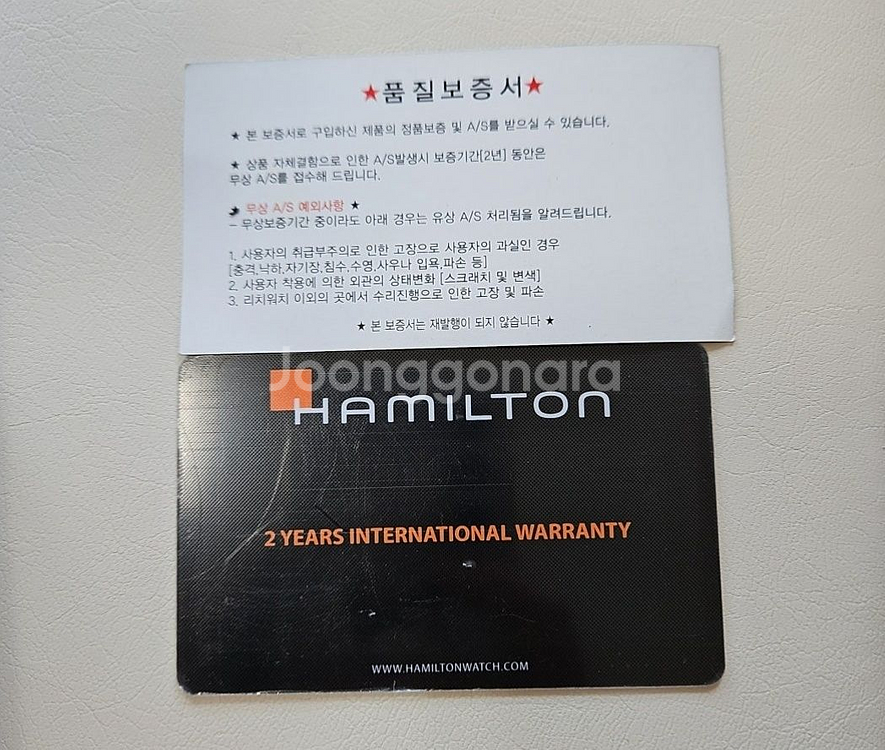 ★품질보증서★
★ 본 보증서로 구입하신 제품의 정품보증 및 A/S를 받으실 수 있습니다.
★ 상품 자체결함으로 인한 A/S발생시 보증기간[2년] 동안은
무상 A/S를 접수해 드립니다.
★ 무상 A/S 예외사항 ★
- 무상보증기간 중이라도 아래 경우는 유상 A/S 처리됨을 알려드립니다.
1. 사용자의 취급부주의로 인한 고장으로 사용자의 과실인 경우
[충격,낙하,자기장,침수,수영,사우나 입욕,파손 등]
2. 사용자 착용에 의한 외관의 상태변화 [스크래치 및 변색]
3. 리치워치 이외의 곳에서 수리진행으로 인한 고장 및 파손
★ 본 보증서는 재발행이 되지 않습니다 ★
Joonggonara
HAMILTON
2 YEARS INTERNATIONAL WARRANTY
WWW.HAMILTONWATCH.COM